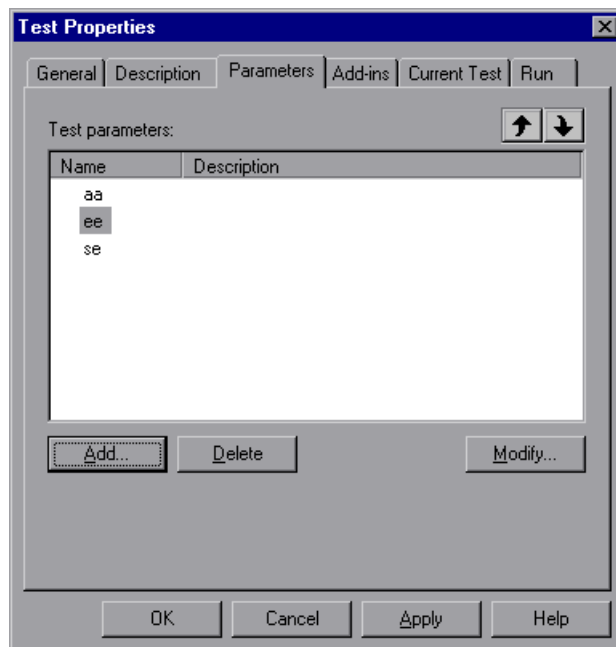 Test Properties
General Description Parameters Add-ins Current Test Run
Test parameters:
Name Description
aa
ee
se
Add... Delete Modify...
OK Cancel Apply Help